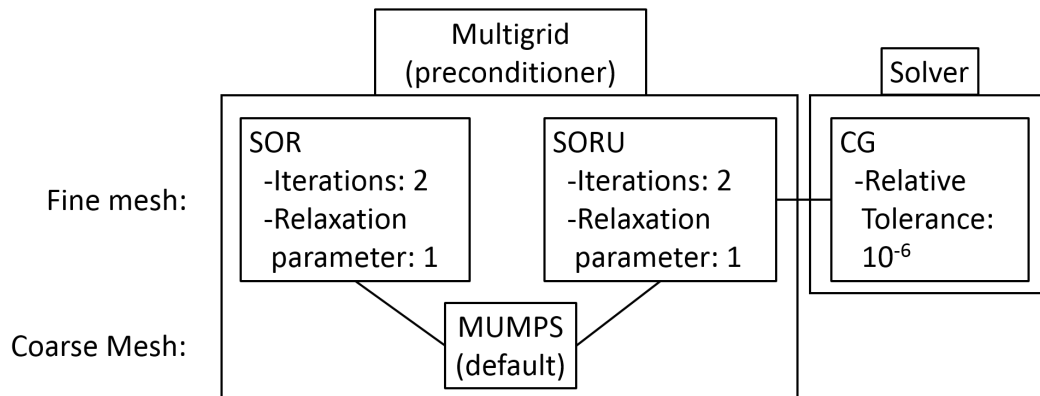 Multigrid
(preconditioner)
Solver
Fine mesh:
SOR
-Iterations: 2
-Relaxation
parameter: 1
SORU
-Iterations: 2
-Relaxation
parameter: 1
CG
-Relative
Tolerance:
10⁻⁶
Coarse Mesh:
MUMPS
(default)